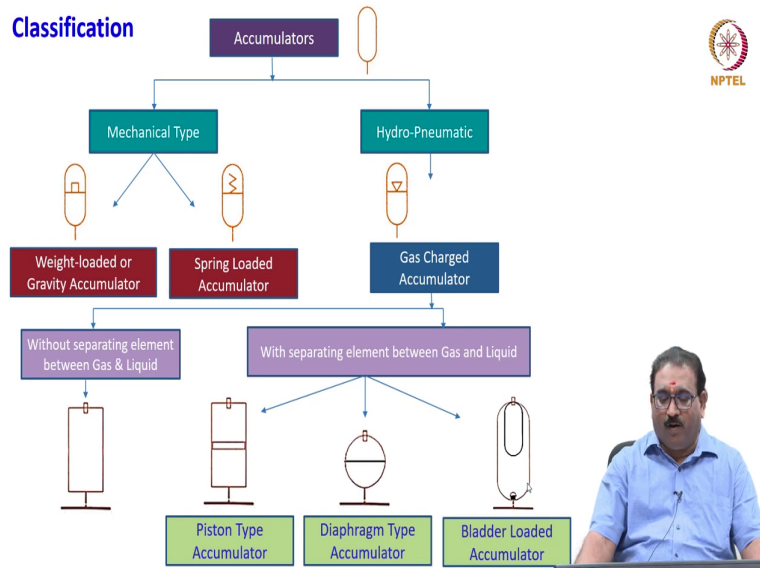 Classification
Accumulators
NPTEL
Mechanical Type
Hydro-Pneumatic
Weight-loaded or
Gravity Accumulator
Spring Loaded
Accumulator
Gas Charged
Accumulator
Without separating element
between Gas & Liquid
With separating element between Gas and Liquid
Piston Type
Accumulator
Diaphragm Type
Accumulator
Bladder Loaded
Accumulator